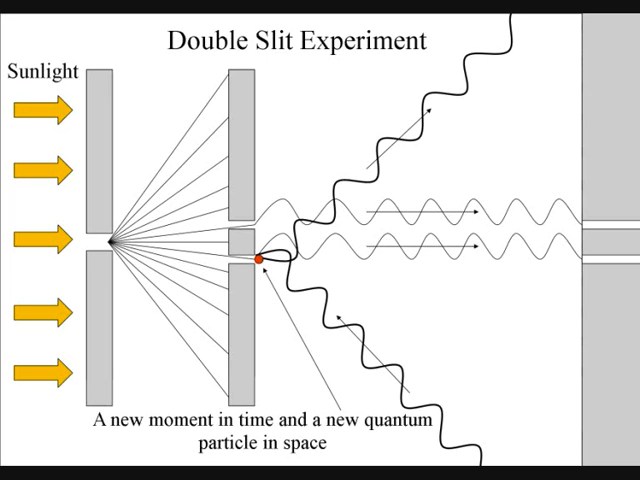 Double Slit Experiment
Sunlight
A new moment in time and a new quantum
particle in space